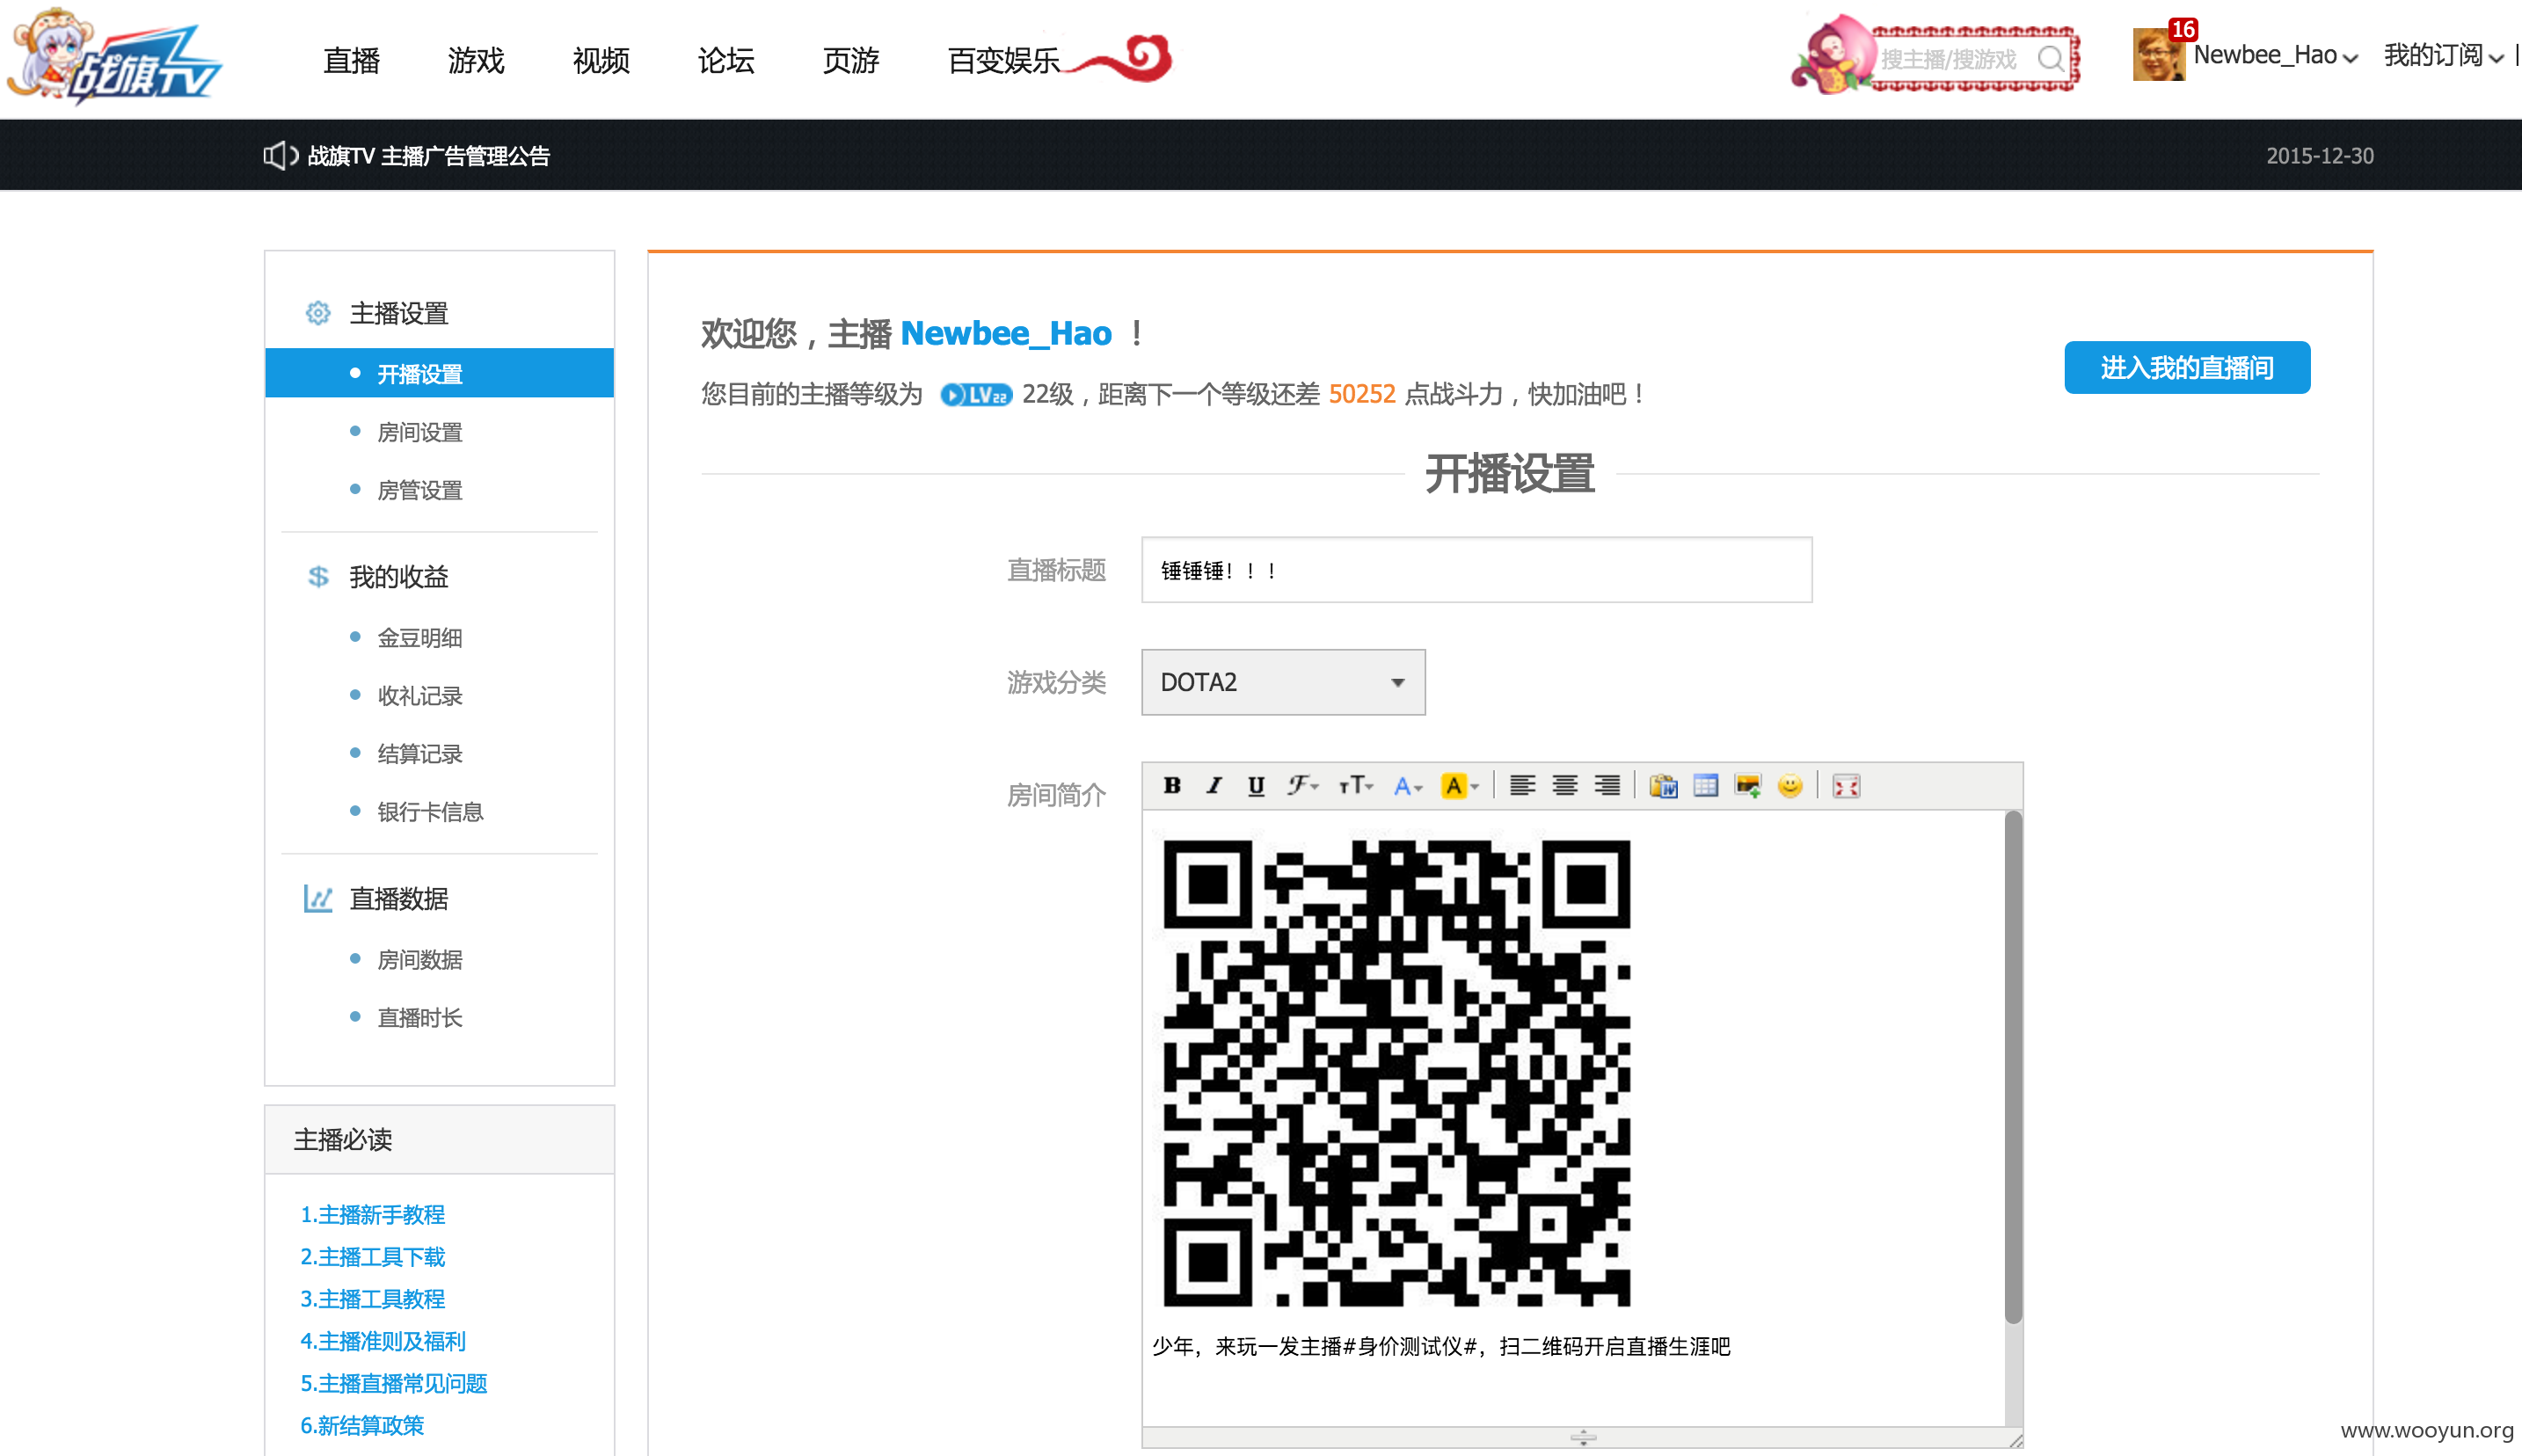 战旗TV
直播 游戏 视频 论坛 页游 百变娱乐
搜主播/搜游戏
16
Newbee_Hao
我的订阅
战旗TV 主播广告管理公告
2015-12-30
主播设置
开播设置
房间设置
房管设置
我的收益
金豆明细
收礼记录
结算记录
银行卡信息
直播数据
房间数据
直播时长
主播必读
1.主播新手教程
2.主播工具下载
3.主播工具教程
4.主播准则及福利
5.主播直播常见问题
6.新结算政策
欢迎您，主播 Newbee_Hao ！
您目前的主播等级为 LV22 22级，距离下一个等级还差 50252 点战斗力，快加油吧！
进入我的直播间
开播设置
直播标题
锤锤锤！！！
游戏分类
DOTA2
房间简介
少年，来玩一发主播#身价测试仪#，扫二维码开启直播生涯吧
www.wooyun.org